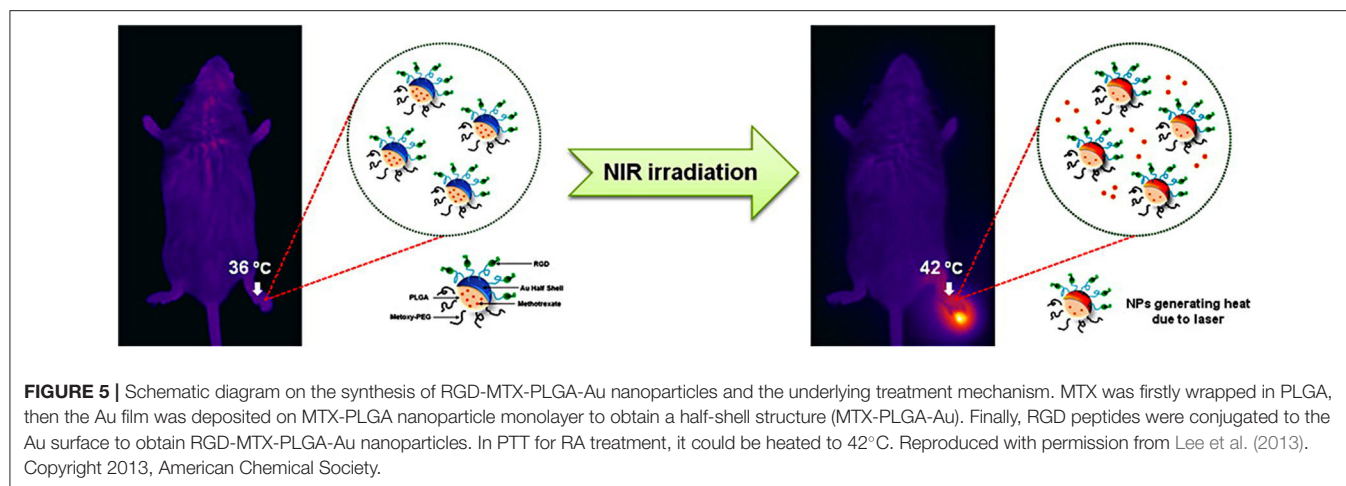 36 ºC
NIR irradiation
42 ºC
RGD
Au Half Shell
PLGA
Methotrexate
Metoxy-PEG
NPs generating heat
due to laser
FIGURE 5 | Schematic diagram on the synthesis of RGD-MTX-PLGA-Au nanoparticles and the underlying treatment mechanism. MTX was firstly wrapped in PLGA,
then the Au film was deposited on MTX-PLGA nanoparticle monolayer to obtain a half-shell structure (MTX-PLGA-Au). Finally, RGD peptides were conjugated to the
Au surface to obtain RGD-MTX-PLGA-Au nanoparticles. In PTT for RA treatment, it could be heated to 42°C. Reproduced with permission from Lee et al. (2013).
Copyright 2013, American Chemical Society.